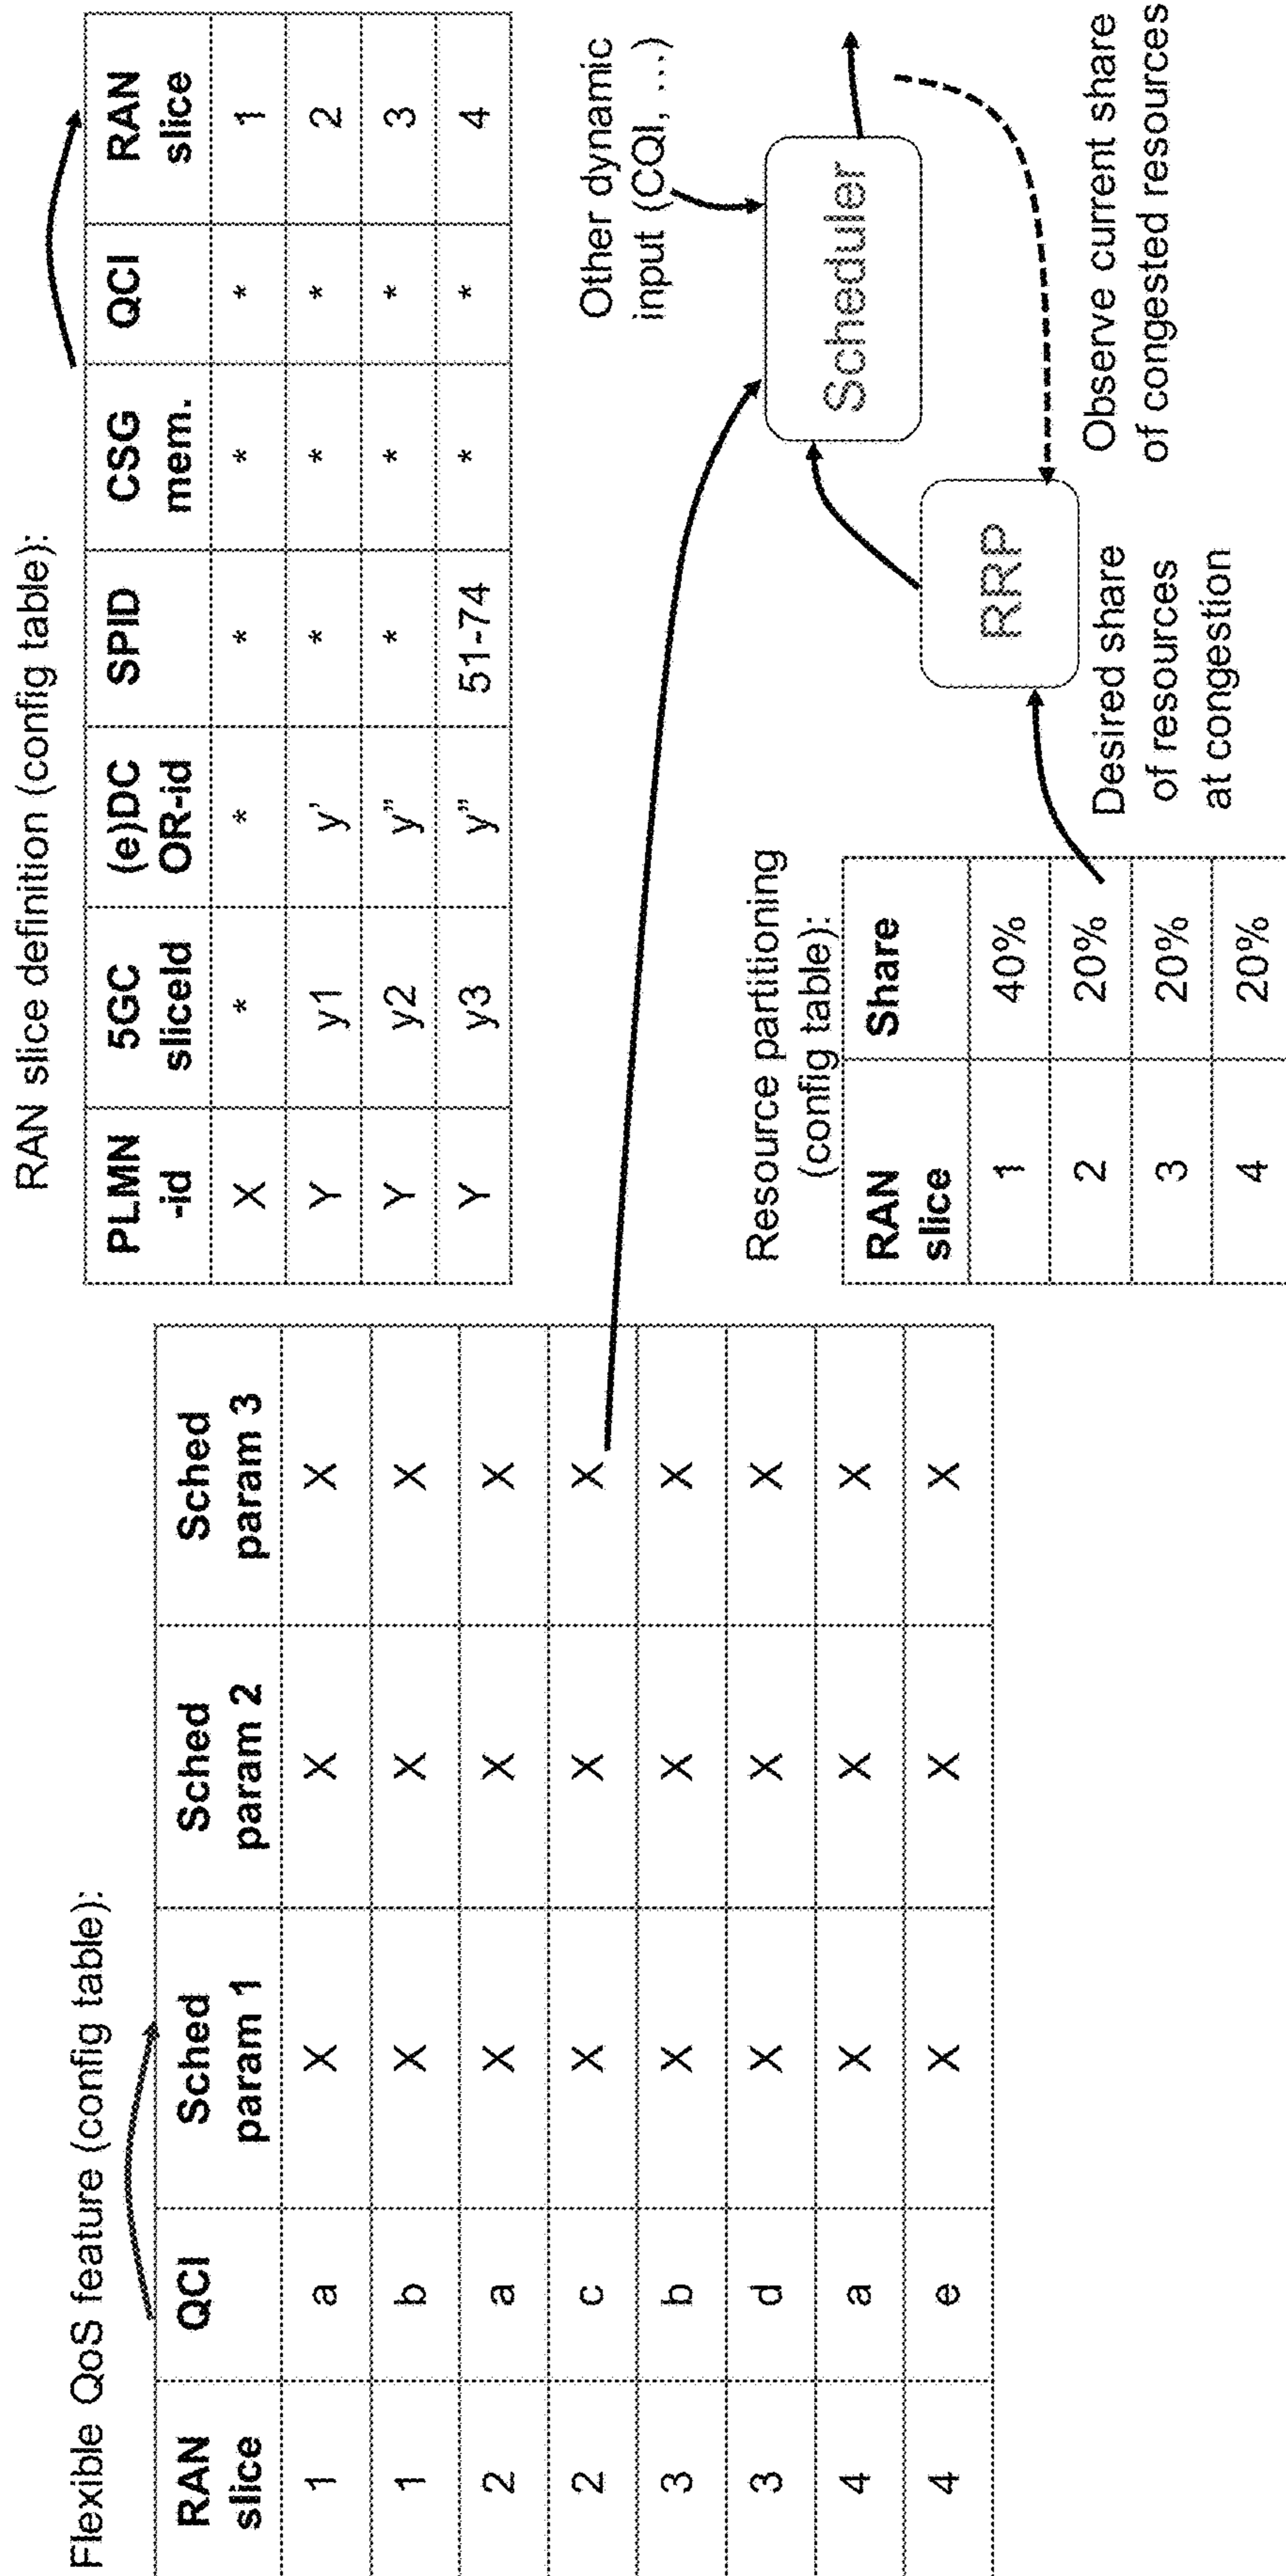 Flexible QoS feature (config table):
RAN slice QCI Sched param 1 Sched param 2 Sched param 3
1 a X X X
1 b X X X
2 a X X X
2 c X X X
3 b X X X
3 d X X X
4 a X X X
4 e X X X
RAN slice definition (config table):
PLMN -id 5GC sliceId (e)DC OR-id SPID CSG mem. QCI RAN slice
X * * * * * 1
Y y1 y' * * * 2
Y y2 y" * * * 3
Y y3 y" 51-74 * * 4
Resource partitioning
(config table):
RAN slice Share
1 40%
2 20%
3 20%
4 20%
Other dynamic
input (CQI, ...)
Scheduler
RRP
Desired share
of resources
at congestion
Observe current share
of congested resources